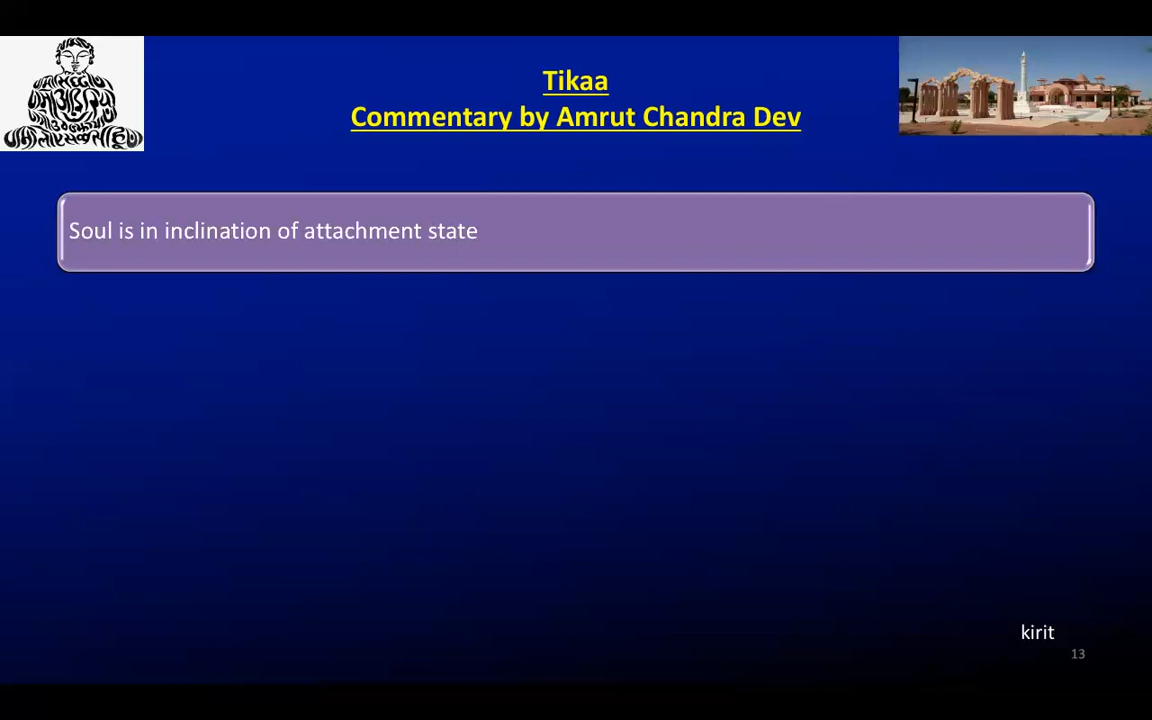 Tikaa
Commentary by Amrut Chandra Dev
Soul is in inclination of attachment state
kirit
13